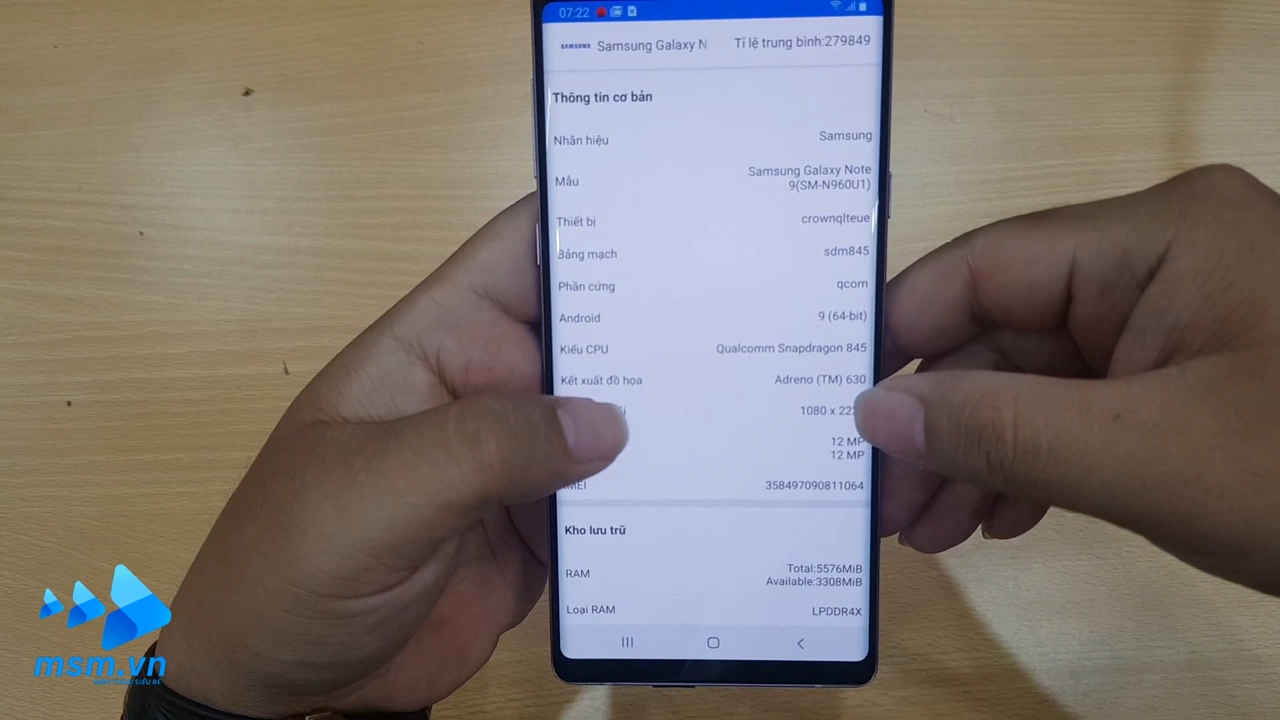 07:22
SAMSUNG Samsung Galaxy N Tỉ lệ trung bình:279849
Thông tin cơ bản
Nhãn hiệu Samsung
Mẫu Samsung Galaxy Note
9(SM-N960U1)
Thiết bị crownqlteue
Bảng mạch sdm845
Phần cứng qcom
Android 9 (64-bit)
Kiểu CPU Qualcomm Snapdragon 845
Kết xuất đồ họa Adreno (TM) 630
1080 x
12 MP
12 MP
IMEI 358497090811064
Kho lưu trữ
RAM Total:5576MiB
Available:3308MiB
Loại RAM LPDDR4X
msm.vn